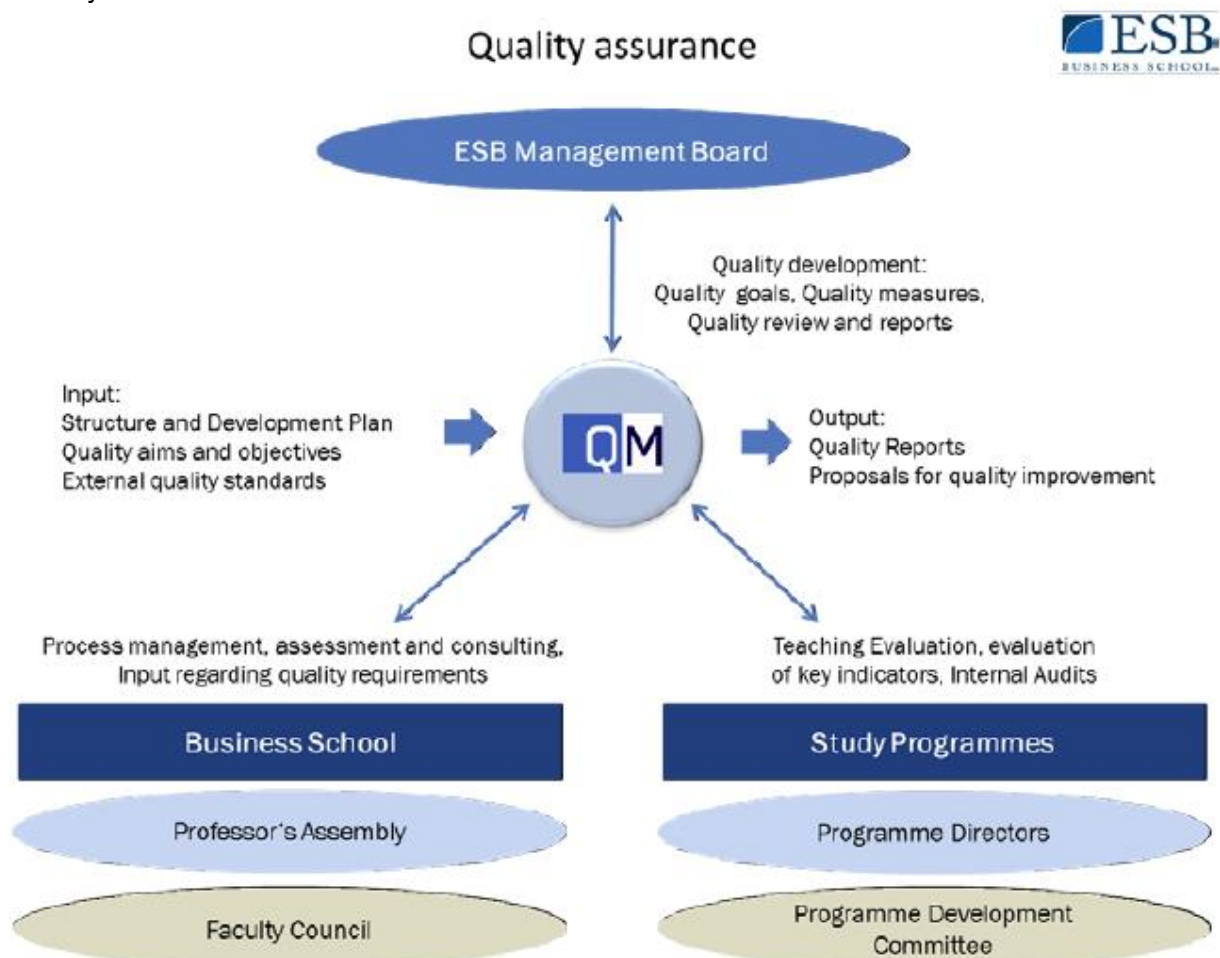 Quality assurance
ESB
BUSINESS SCHOOL
ESB Management Board
Quality development:
Quality goals, Quality measures,
Quality review and reports
Input:
Structure and Development Plan
Quality aims and objectives
External quality standards
QM
Output:
Quality Reports
Proposals for quality improvement
Process management, assessment and consulting,
Input regarding quality requirements
Teaching Evaluation, evaluation
of key indicators, Internal Audits
Business School
Study Programmes
Professor's Assembly
Programme Directors
Faculty Council
Programme Development
Committee